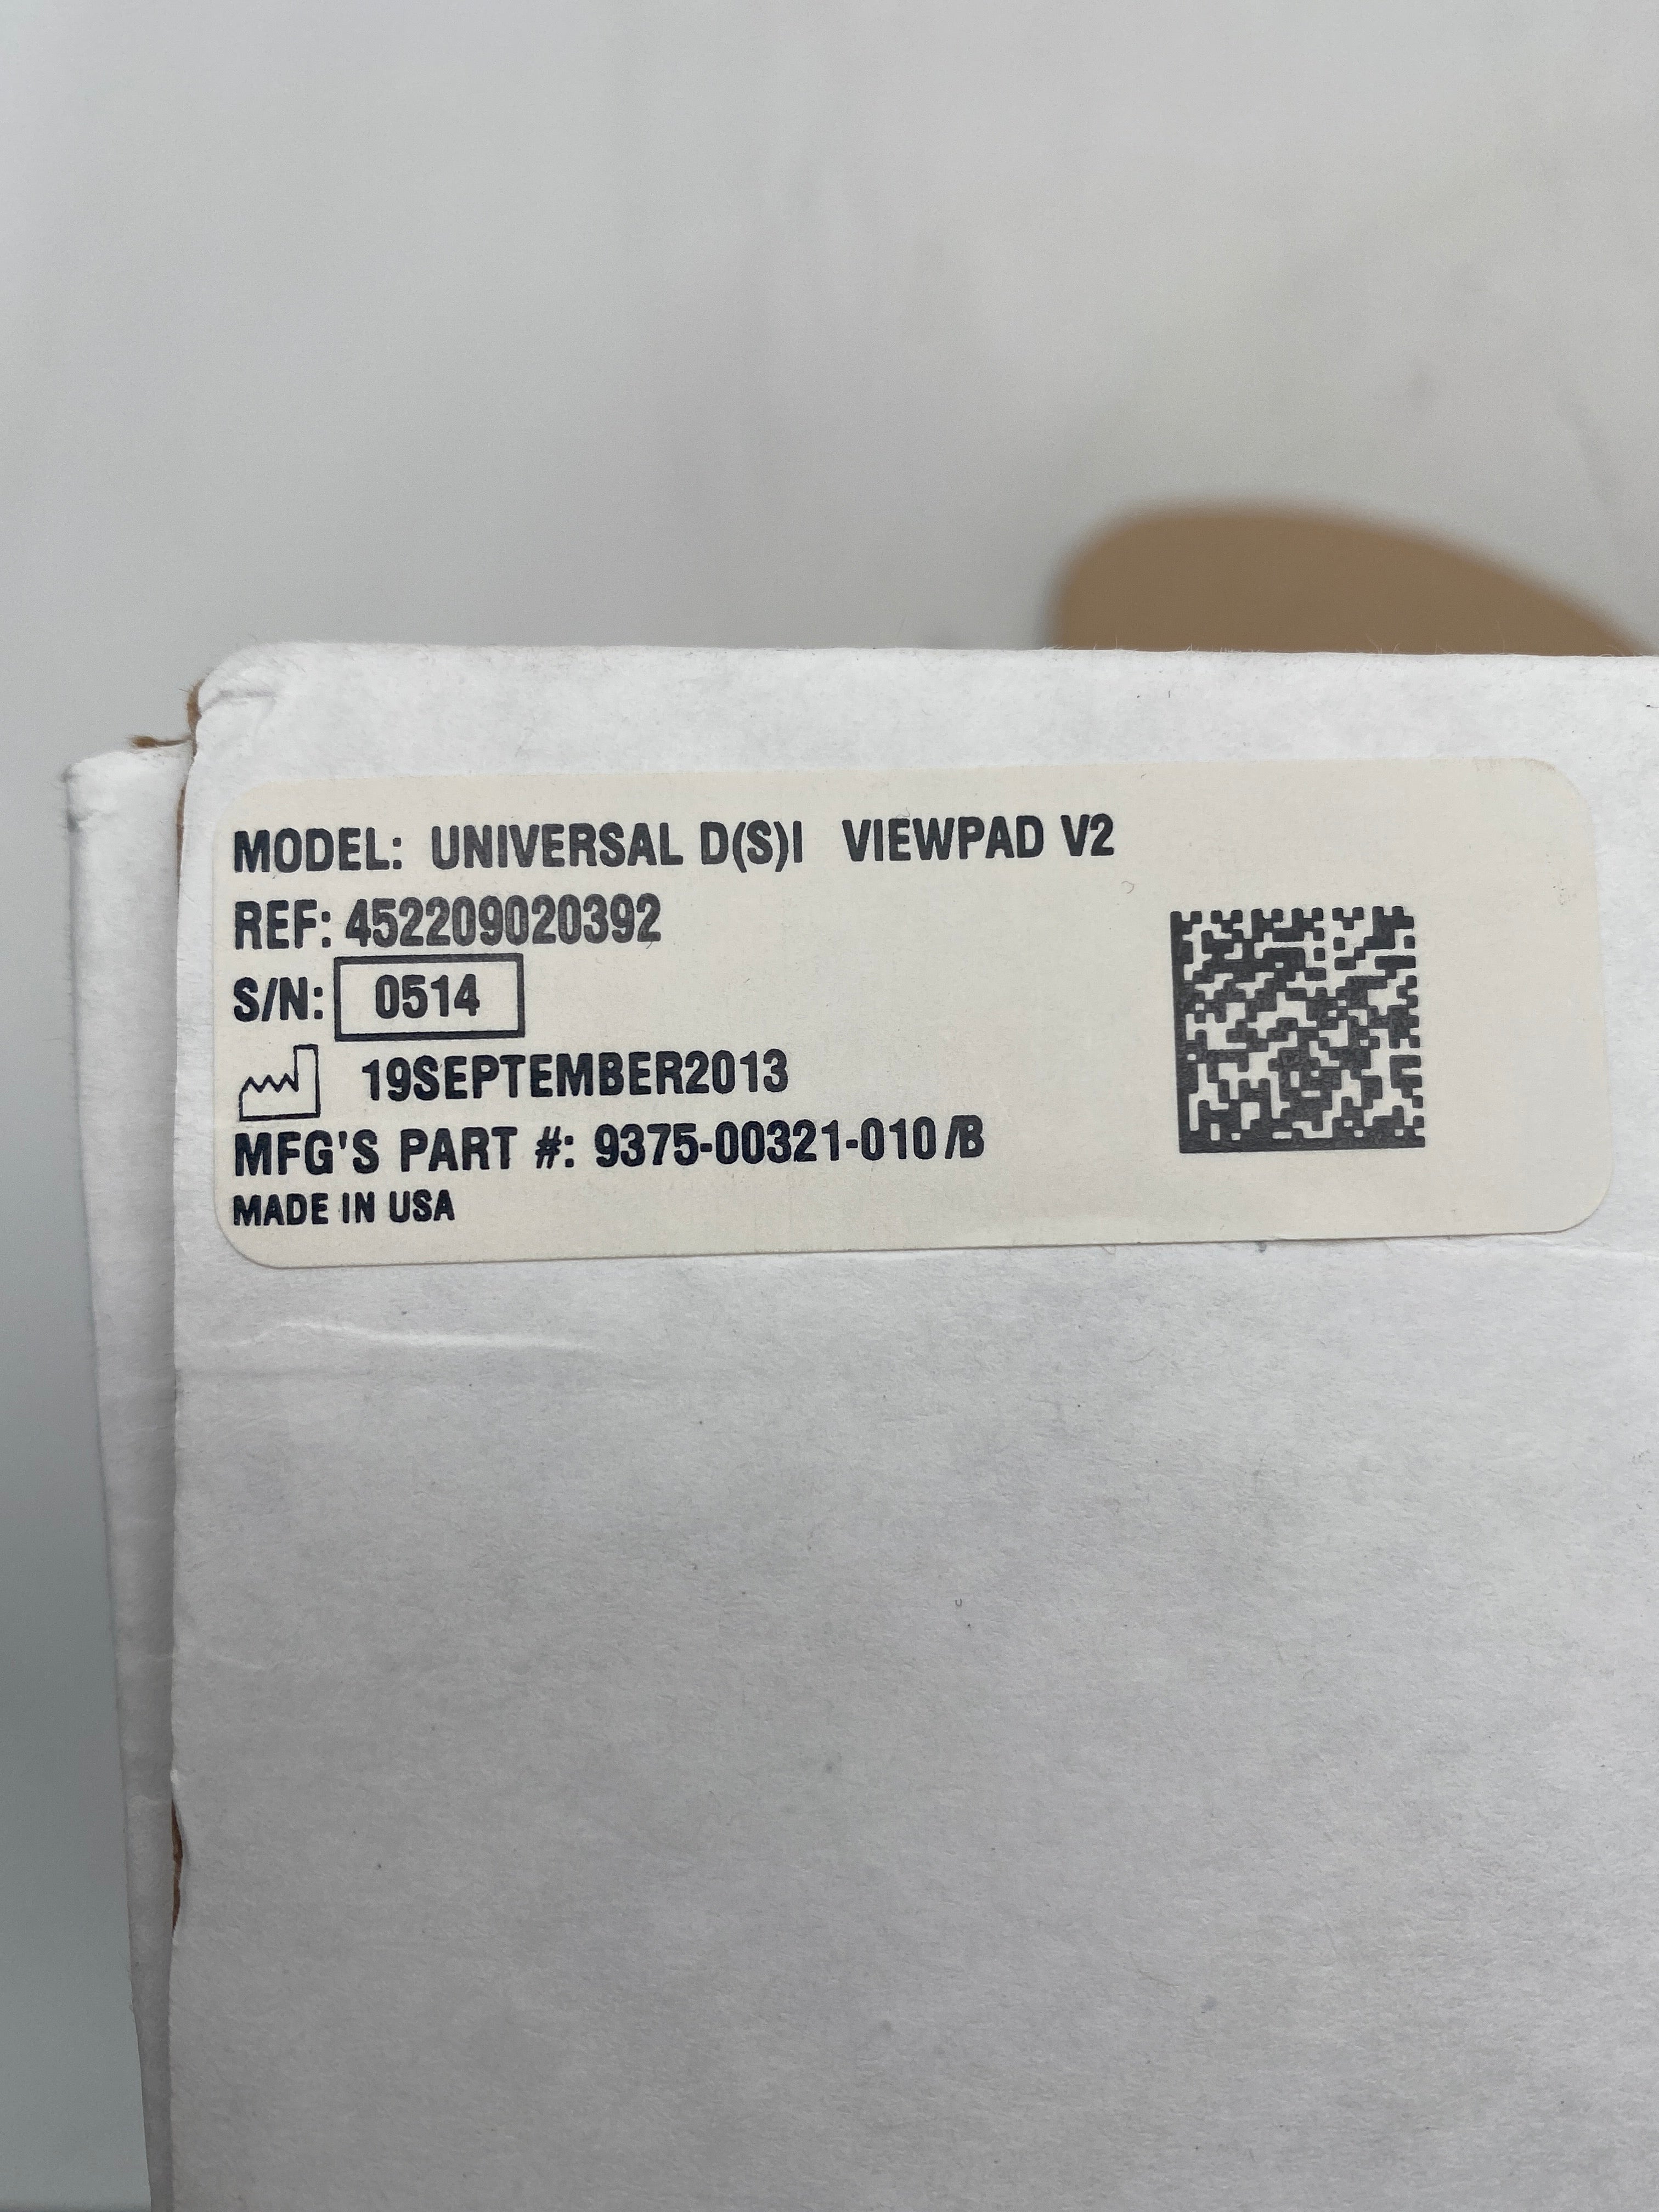 MODEL: UNIVERSAL D(S)I VIEWPAD V2
REF: 452209020392
S/N: 0514
19SEPTEMBER2013
MFG'S PART #: 9375-00321-010/B
MADE IN USA